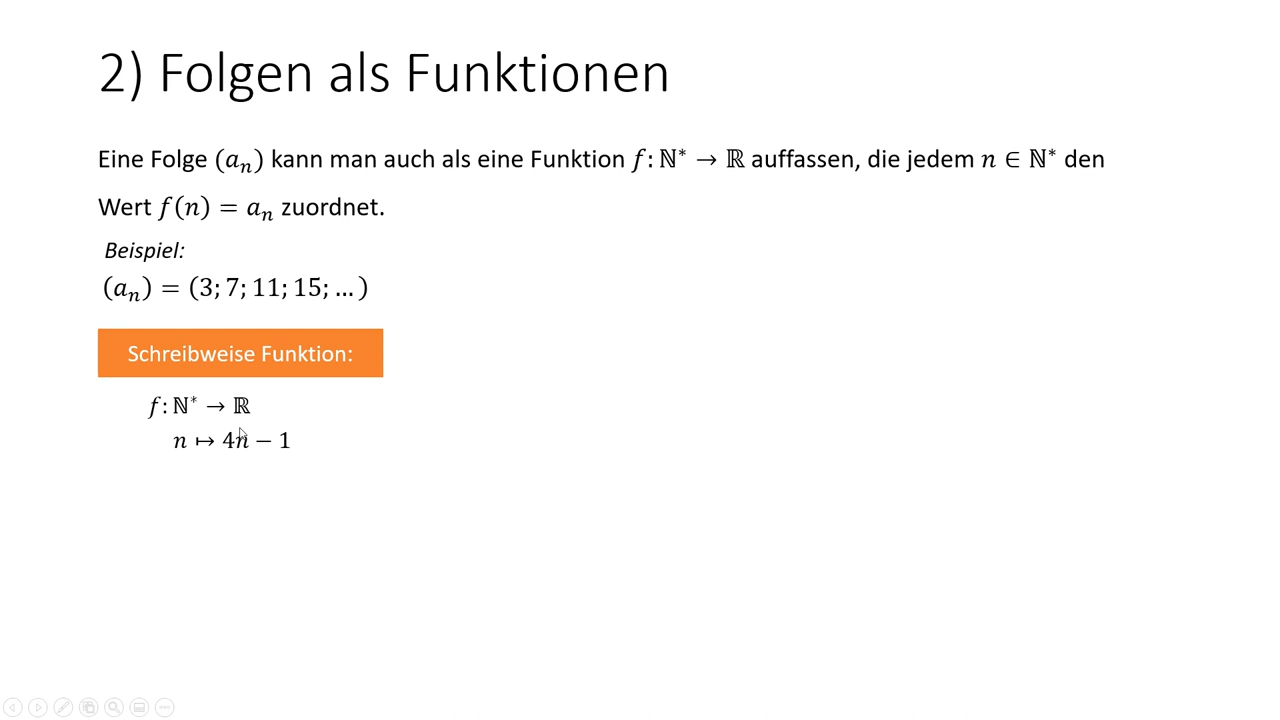 2) Folgen als Funktionen
Eine Folge (aₙ) kann man auch als eine Funktion f: ℕ* → ℝ auffassen, die jedem n ∈ ℕ* den
Wert f(n) = aₙ zuordnet.
Beispiel:
(aₙ) = (3; 7; 11; 15; … )
Schreibweise Funktion:
f: ℕ* → ℝ
n ↦ 4n − 1